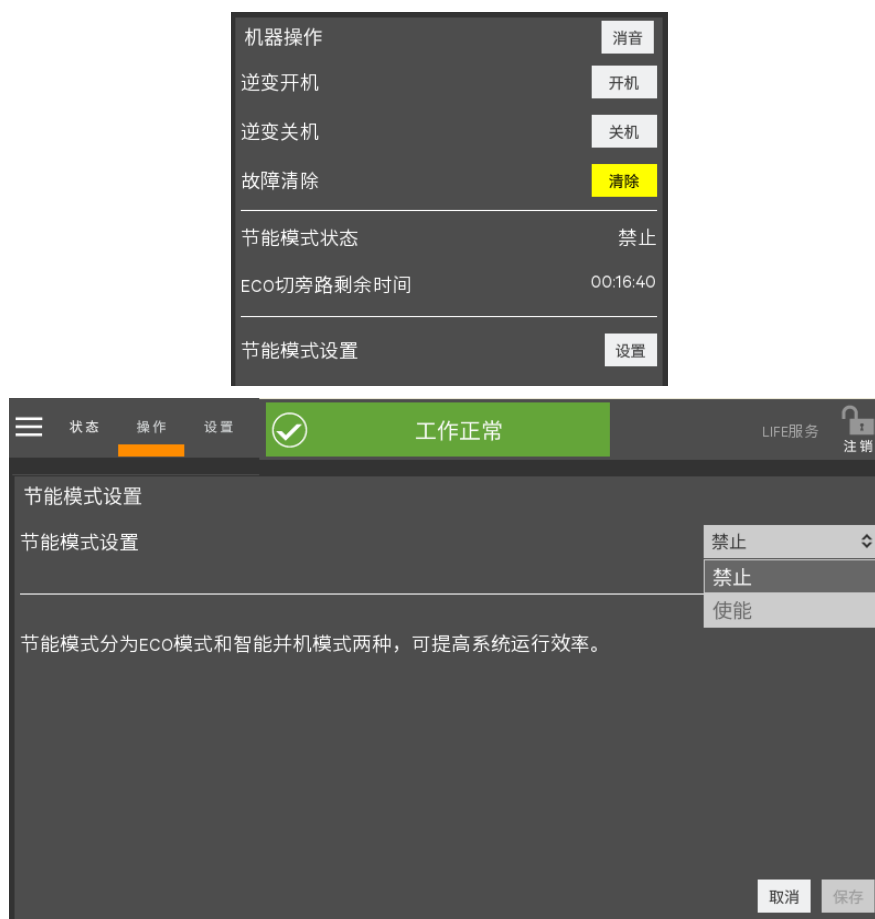 机器操作 消音
逆变开机 开机
逆变关机 关机
故障清除 清除
节能模式状态 禁止
ECO切旁路剩余时间 00:16:40
节能模式设置 设置
状态 操作 设置 工作正常 LIFE服务 注销
节能模式设置
节能模式设置 禁止
禁止
使能
节能模式分为ECO模式和智能并机模式两种，可提高系统运行效率。
取消 保存